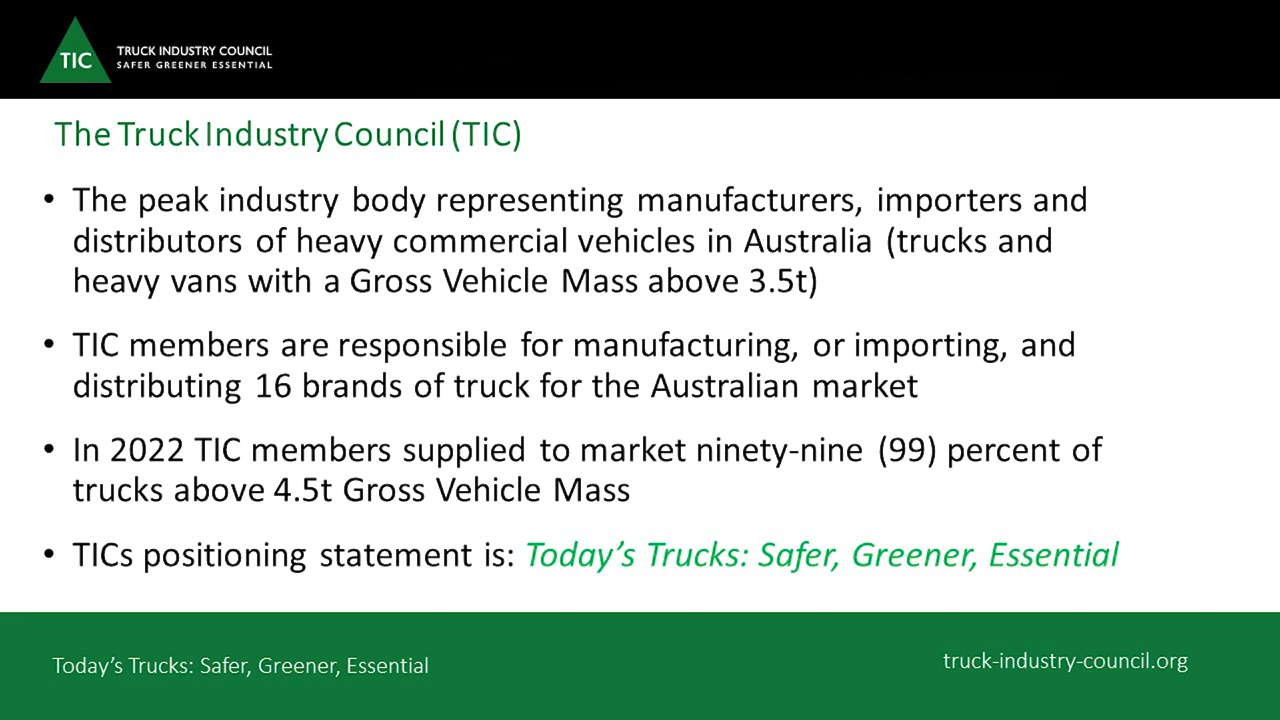 TIC
TRUCK INDUSTRY COUNCIL
SAFER GREENER ESSENTIAL
The Truck Industry Council (TIC)
• The peak industry body representing manufacturers, importers and
distributors of heavy commercial vehicles in Australia (trucks and
heavy vans with a Gross Vehicle Mass above 3.5t)
• TIC members are responsible for manufacturing, or importing, and
distributing 16 brands of truck for the Australian market
• In 2022 TIC members supplied to market ninety-nine (99) percent of
trucks above 4.5t Gross Vehicle Mass
• TICs positioning statement is: Today’s Trucks: Safer, Greener, Essential
Today’s Trucks: Safer, Greener, Essential
truck-industry-council.org